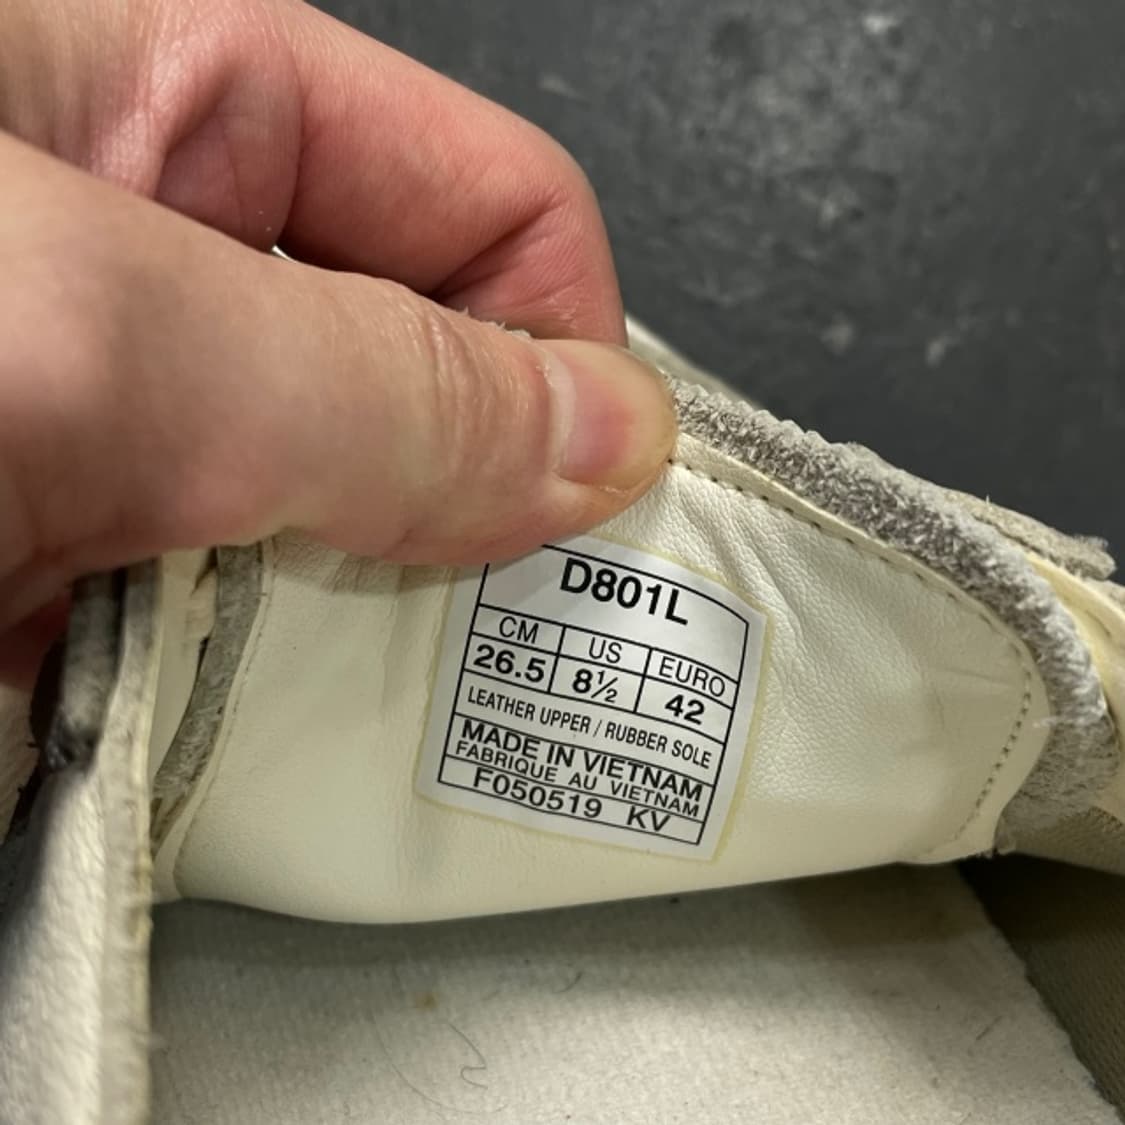 D801L
CM US EURO
26.5 8½ 42
LEATHER UPPER / RUBBER SOLE
MADE IN VIETNAM
FABRIQUE AU VIETNAM
F050519 KV